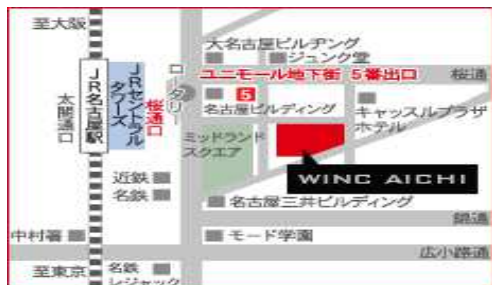 至大阪
大名古屋ビルヂング
ジュンク堂
ユニモール地下街 5番出口
桜通
ロータリー
JRセントラルタワーズ
JR名古屋駅
桜通口
太閤通口
5
名古屋ビルディング
キャッスルプラザ
ホテル
ミッドランド
スクエア
WINC AICHI
近鉄
名鉄
名古屋三井ビルディング
錦通
中村署
モード学園
広小路通
至東京
名鉄
レジャック